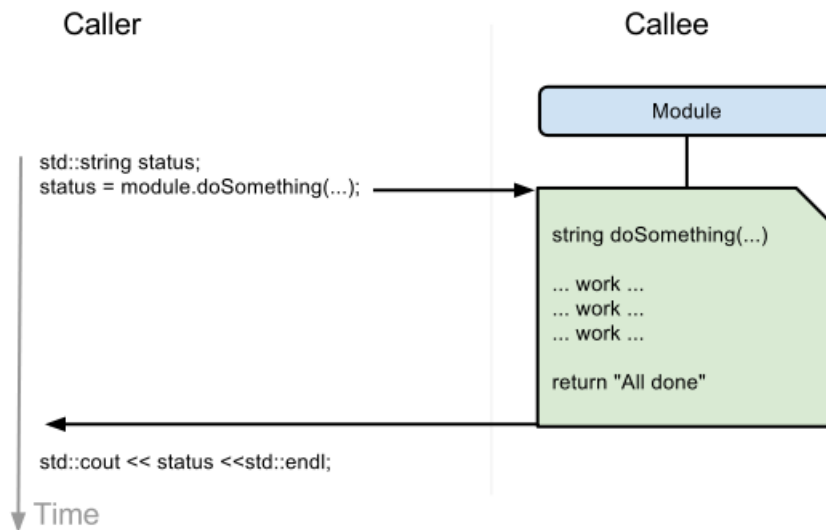 Caller
Callee
Module
std::string status;
status = module.doSomething(...);
string doSomething(...)
... work ...
... work ...
... work ...
return "All done"
std::cout << status <<std::endl;
Time